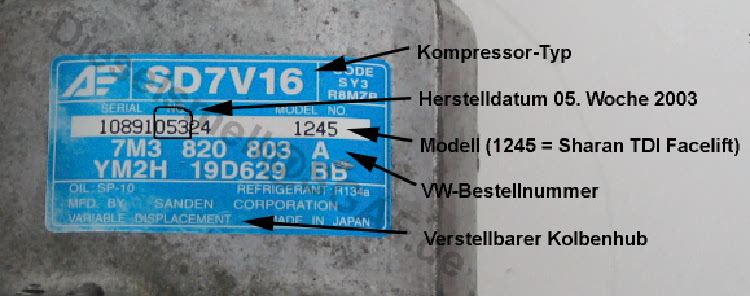 SD7V16
CODE
SY3
R8MZP
Kompressor-Typ
SERIAL NO. MODEL NO.
Herstelldatum 05. Woche 2003
1089105324 1245
Modell (1245 = Sharan TDI Facelift)
7M3 820 803 A
YM2H 19D629 BB
VW-Bestellnummer
OIL: SP-10 REFRIGERANT: R134a
MFD. BY SANDEN CORPORATION
VARIABLE DISPLACEMENT MADE IN JAPAN
Verstellbarer Kolbenhub